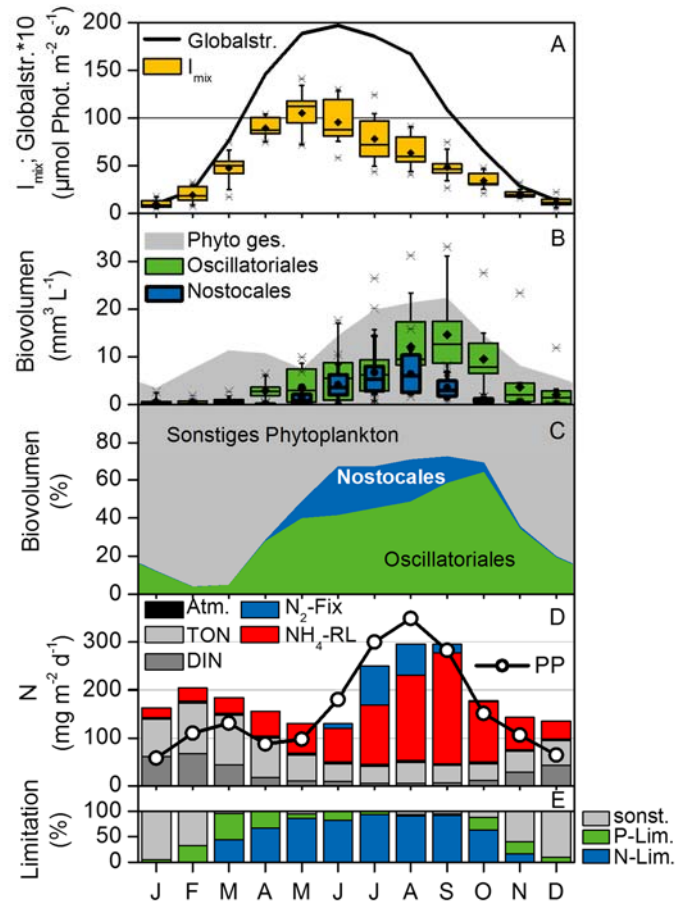 200
150
100
50
0
I_mix; Globalstr.*10
(µmol Phot. m⁻² s⁻¹)
Globalstr.
I_mix
A
30
20
10
0
Biovolumen
(mm³ L⁻¹)
Phyto ges.
Oscillatoriales
Nostocales
B
80
60
40
20
0
Biovolumen
(%)
Sonstiges Phytoplankton
Nostocales
Oscillatoriales
C
300
200
100
0
N
(mg m⁻² d⁻¹)
Atm.
N₂-Fix
TON
NH₄-RL
DIN
PP
D
100
50
0
Limitation
(%)
E
sonst.
P-Lim.
N-Lim.
J F M A M J J A S O N D